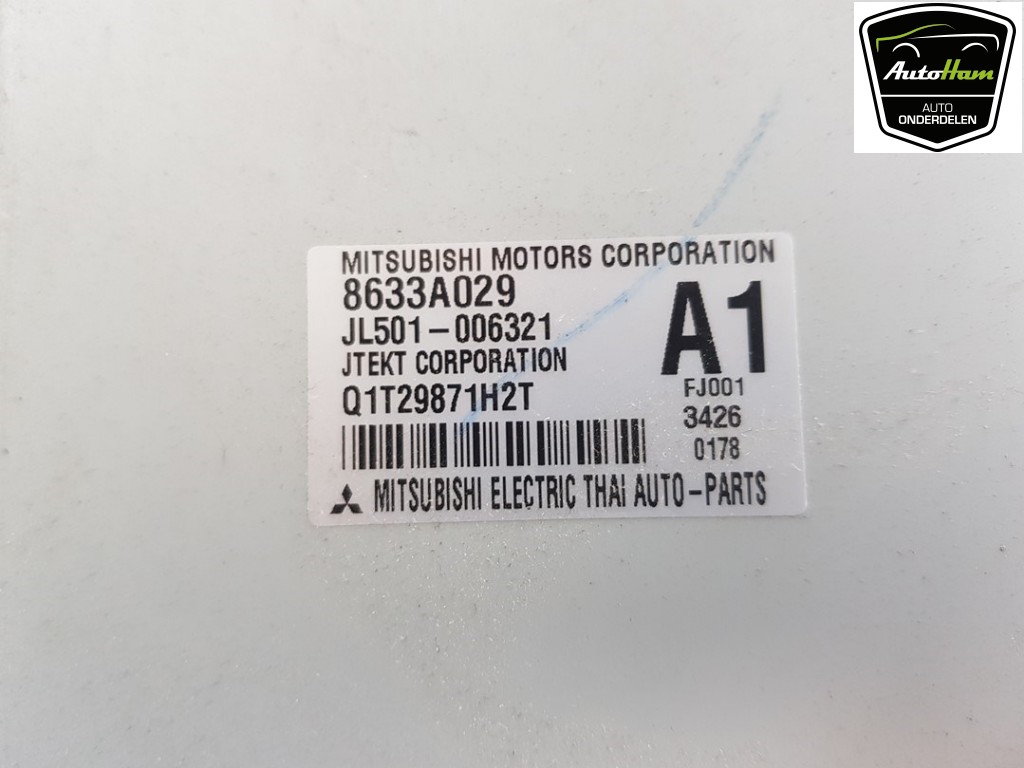 AutoHam
AUTO
ONDERDELEN
MITSUBISHI MOTORS CORPORATION
8633A029
JL501-006321
JTEKT CORPORATION
Q1T29871H2T
A1
FJ001
3426
0178
MITSUBISHI ELECTRIC THAI AUTO-PARTS